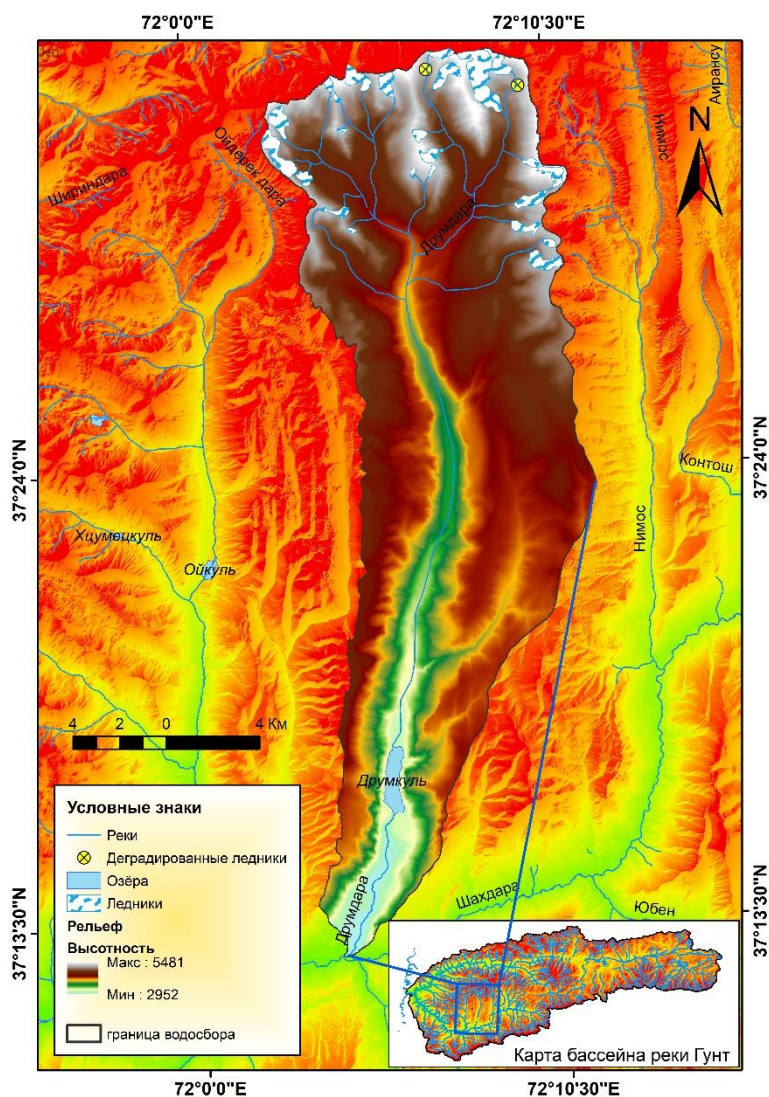 72°0'0"E
72°10'30"E
Аирансу
Нимос
N
Ойдерек дара
Шириндара
Друмдара
37°24'0"N
37°24'0"N
Контош
Нимос
Хцумецкуль
Ойкуль
4 2 0 4 Км
Друмкуль
Условные знаки
Реки
Деградированные ледники
Озёра
Ледники
Рельеф
Высотность
Макс : 5481
Мин : 2952
граница водосбора
Друмдара
Шахдара
Юбен
37°13'30"N
37°13'30"N
Карта бассейна реки Гунт
72°0'0"E
72°10'30"E